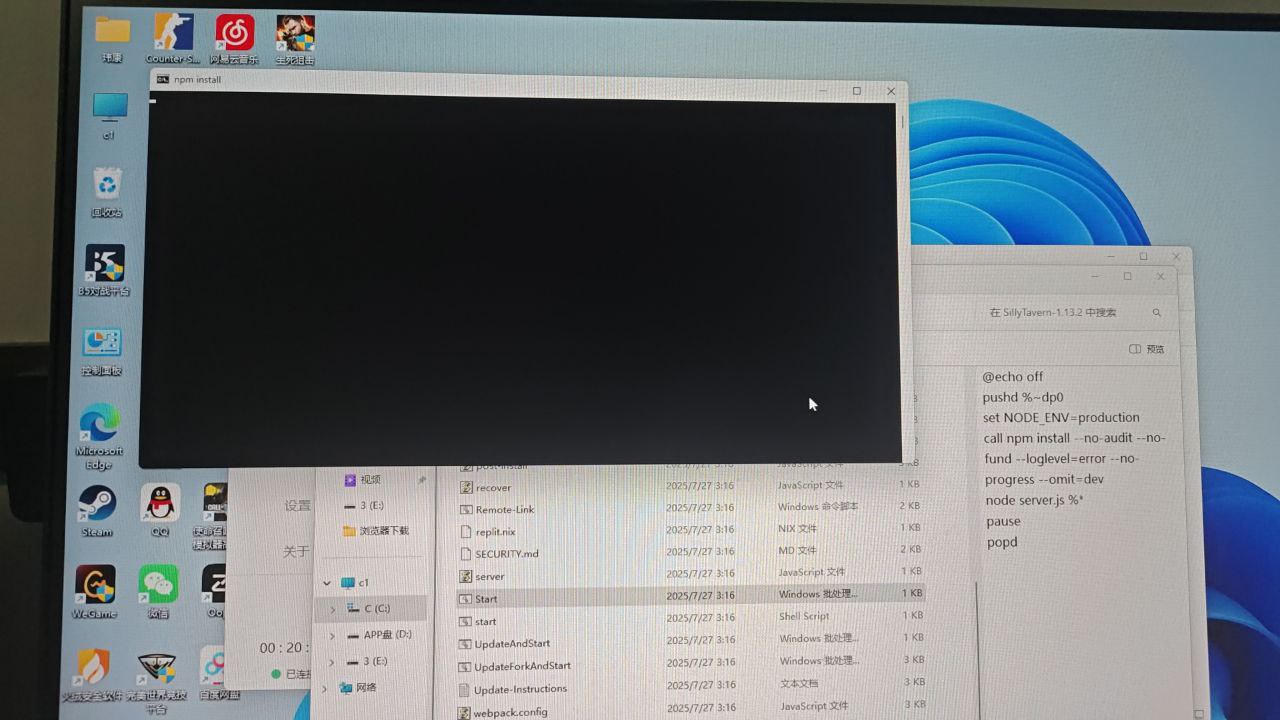 玮康
Counter-S...
网易云音乐
生死狙击
npm install
c1
回收站
B5对战平台
控制面板
Microsoft
Edge
Steam
QQ
WeGame
微信
火绒安全软件
完美世界竞技
平台
百度网盘
在 SillyTavern-1.13.2 中搜索
预览
@echo off
pushd %~dp0
set NODE_ENV=production
call npm install --no-audit --no-
fund --loglevel=error --no-
progress --omit=dev
node server.js %*
pause
popd
设置
关于
00 : 20 :
已连接
视频
3 (E:)
浏览器下载
c1
C (C:)
APP盘 (D:)
3 (E:)
网络
post-install 2025/7/27 3:16 JavaScript 文件 KB
recover 2025/7/27 3:16 JavaScript 文件 1 KB
Remote-Link 2025/7/27 3:16 Windows 命令脚本 2 KB
replit.nix 2025/7/27 3:16 NIX 文件 1 KB
SECURITY.md 2025/7/27 3:16 MD 文件 2 KB
server 2025/7/27 3:16 JavaScript 文件 1 KB
Start 2025/7/27 3:16 Windows 批处理... 1 KB
start 2025/7/27 3:16 Shell Script 1 KB
UpdateAndStart 2025/7/27 3:16 Windows 批处理... 1 KB
UpdateForkAndStart 2025/7/27 3:16 Windows 批处理... 3 KB
Update-Instructions 2025/7/27 3:16 文本文档 3 KB
webpack.config 2025/7/27 3:16 JavaScript 文件 3 KB